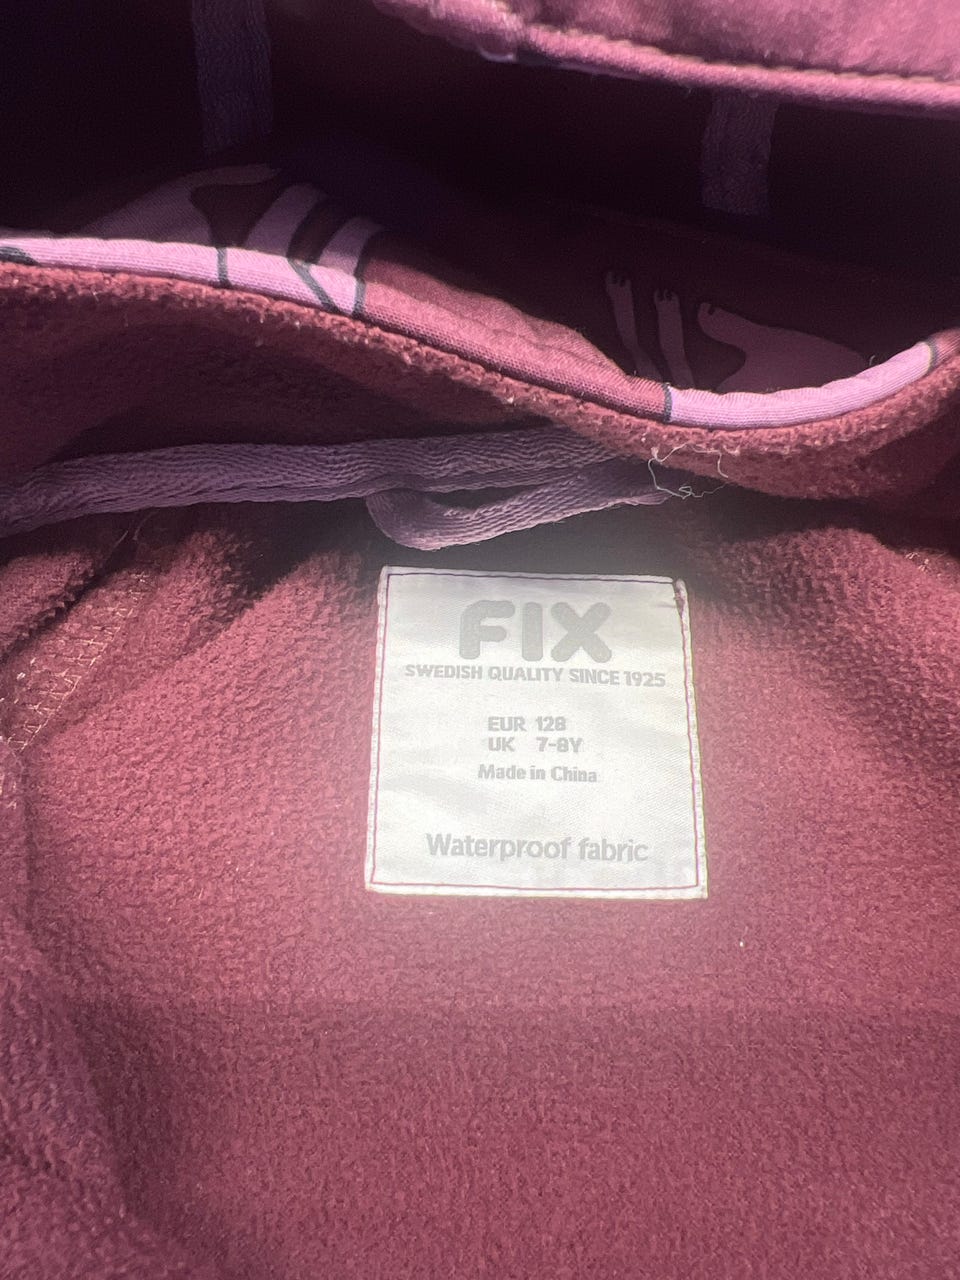 FIX
SWEDISH QUALITY SINCE 1925
EUR 128
UK 7-8Y
Made in China
Waterproof fabric